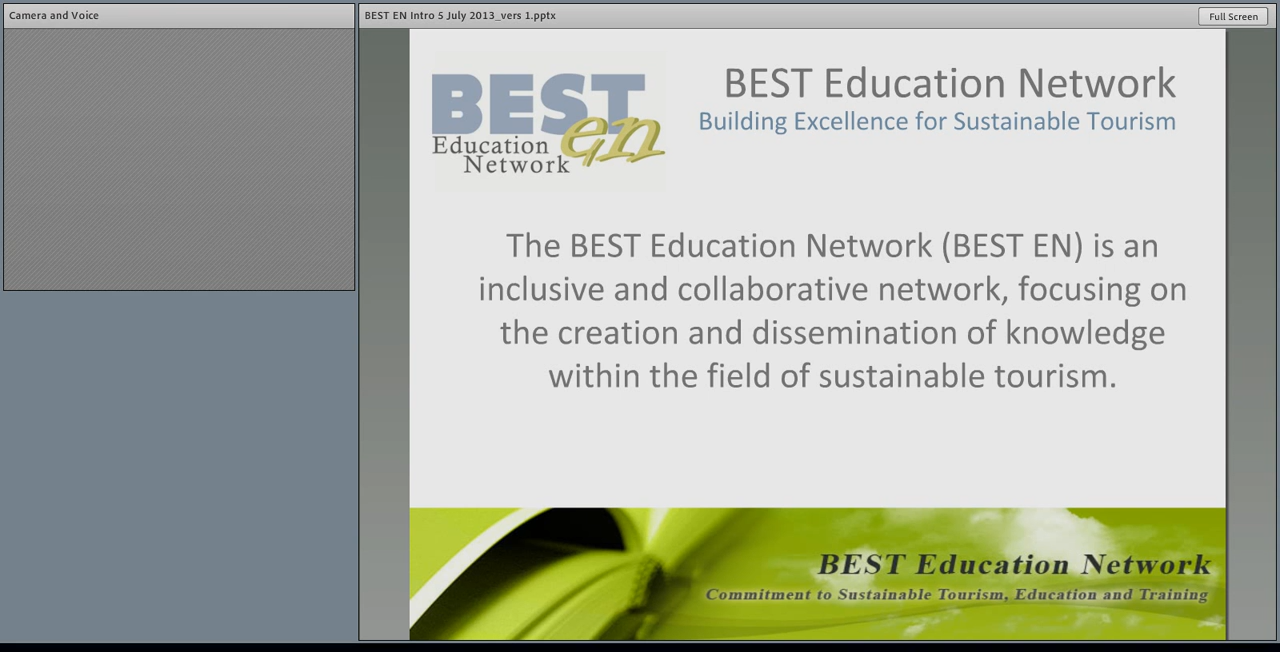 Camera and Voice
BEST EN Intro 5 July 2013_vers 1.pptx
Full Screen
BEST
en
Education
Network
BEST Education Network
Building Excellence for Sustainable Tourism
The BEST Education Network (BEST EN) is an
inclusive and collaborative network, focusing on
the creation and dissemination of knowledge
within the field of sustainable tourism.
BEST Education Network
Commitment to Sustainable Tourism, Education and Training